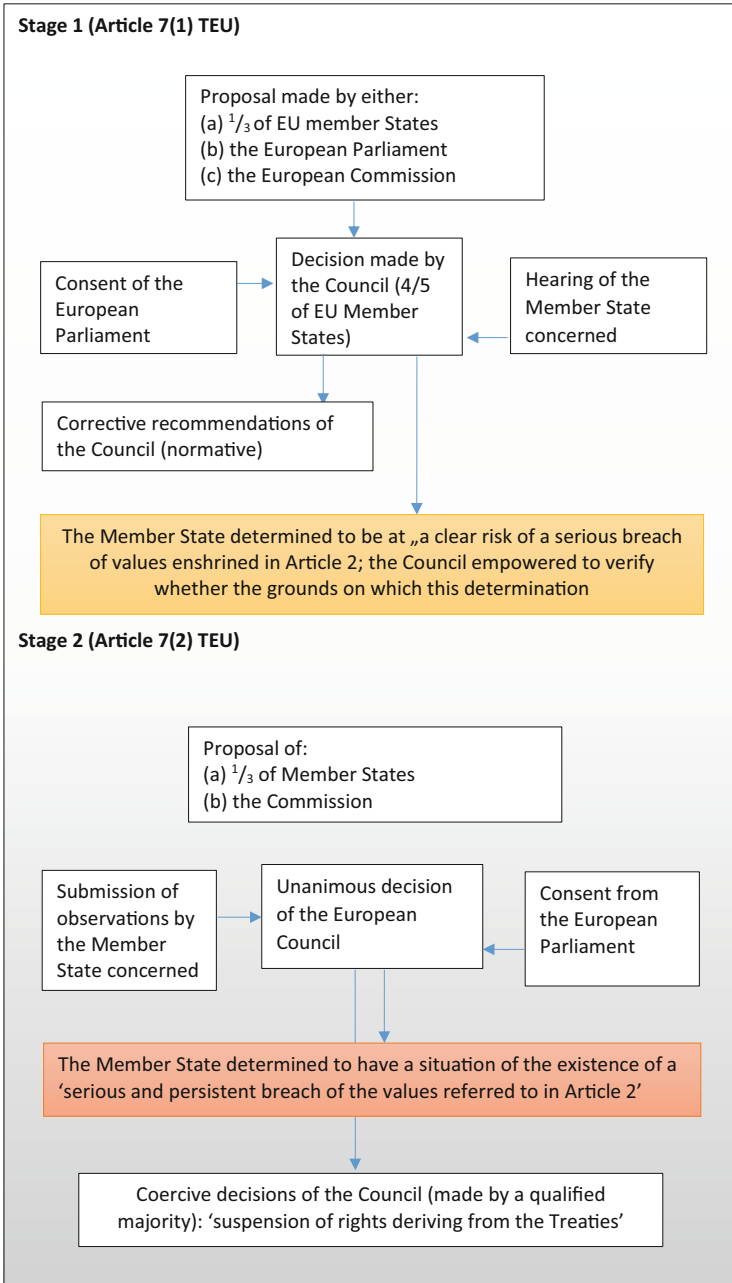 Stage 1 (Article 7(1) TEU)
Proposal made by either:
(a) 1/3 of EU member States
(b) the European Parliament
(c) the European Commission
Consent of the
European
Parliament
Decision made by
the Council (4/5
of EU Member
States)
Hearing of the
Member State
concerned
Corrective recommendations of
the Council (normative)
The Member State determined to be at „a clear risk of a serious breach
of values enshrined in Article 2; the Council empowered to verify
whether the grounds on which this determination
Stage 2 (Article 7(2) TEU)
Proposal of:
(a) 1/3 of Member States
(b) the Commission
Submission of
observations by
the Member
State concerned
Unanimous decision
of the European
Council
Consent from
the European
Parliament
The Member State determined to have a situation of the existence of a
‘serious and persistent breach of the values referred to in Article 2’
Coercive decisions of the Council (made by a qualified
majority): ‘suspension of rights deriving from the Treaties’